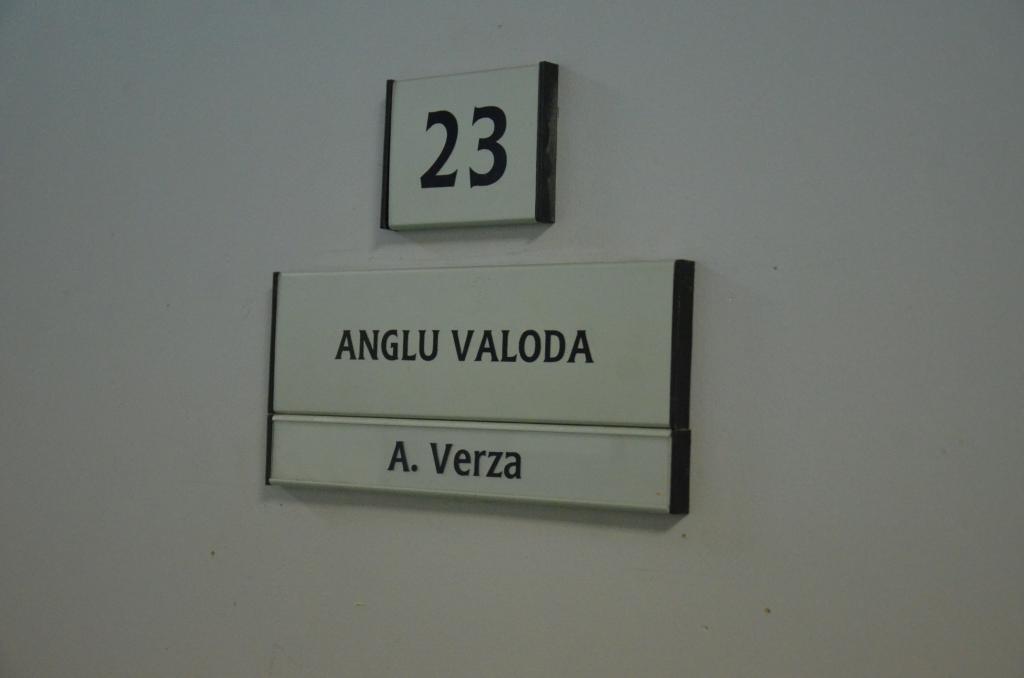 23
ANGLU VALODA
A. Verza